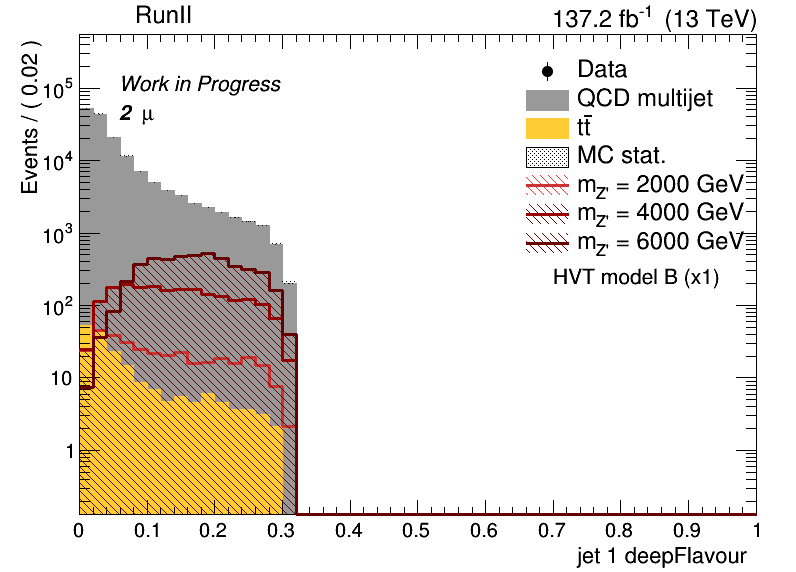 RunII
137.2 fb⁻¹ (13 TeV)
Events / ( 0.02 )
10⁵
10⁴
10³
10²
10
1
Work in Progress
2 μ
Data
QCD multijet
tt̄
MC stat.
m_Z' = 2000 GeV
m_Z' = 4000 GeV
m_Z' = 6000 GeV
HVT model B (x1)
0 0.1 0.2 0.3 0.4 0.5 0.6 0.7 0.8 0.9 1
jet 1 deepFlavour